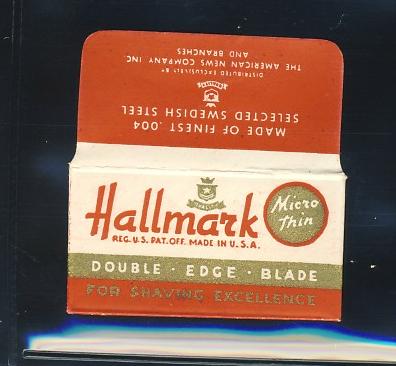 MADE OF FINEST .004
SELECTED SWEDISH STEEL
DISTRIBUTED EXCLUSIVELY BY
THE AMERICAN NEWS COMPANY INC.
AND BRANCHES
Hallmark
Micro
Thin
REG. U.S. PAT. OFF. MADE IN U.S.A.
DOUBLE · EDGE · BLADE
FOR SHAVING EXCELLENCE